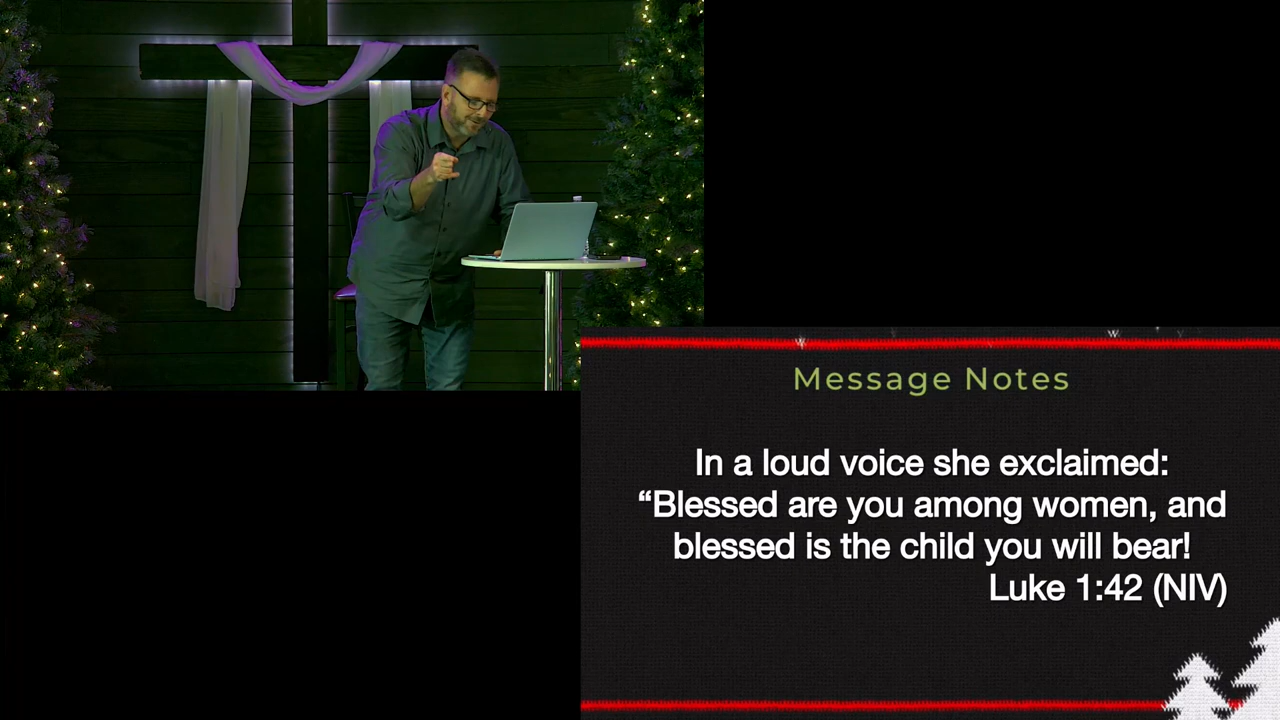 Message Notes
In a loud voice she exclaimed:
“Blessed are you among women, and
blessed is the child you will bear!
Luke 1:42 (NIV)